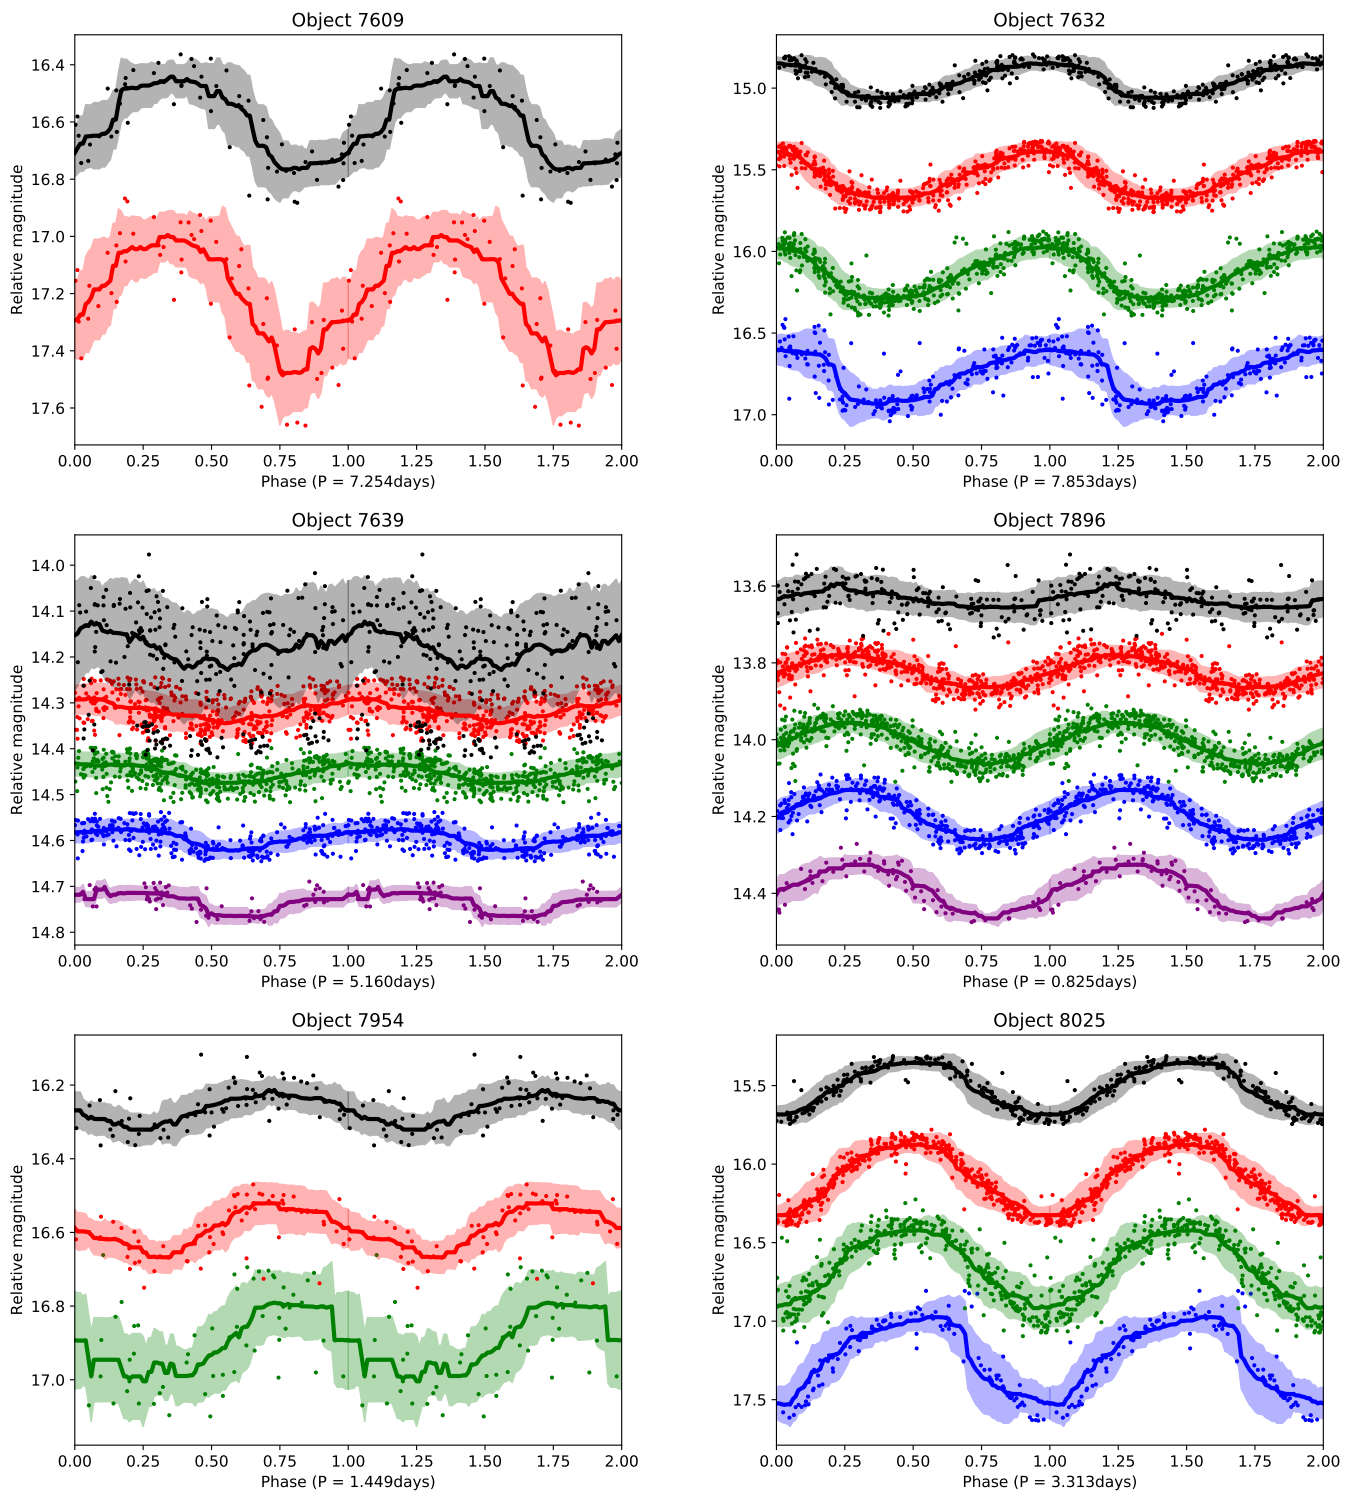 Object 7609
Relative magnitude
16.4
16.6
16.8
17.0
17.2
17.4
17.6
0.00 0.25 0.50 0.75 1.00 1.25 1.50 1.75 2.00
Phase (P = 7.254days)
Object 7632
Relative magnitude
15.0
15.5
16.0
16.5
17.0
0.00 0.25 0.50 0.75 1.00 1.25 1.50 1.75 2.00
Phase (P = 7.853days)
Object 7639
Relative magnitude
14.0
14.1
14.2
14.3
14.4
14.5
14.6
14.7
14.8
0.00 0.25 0.50 0.75 1.00 1.25 1.50 1.75 2.00
Phase (P = 5.160days)
Object 7896
Relative magnitude
13.6
13.8
14.0
14.2
14.4
0.00 0.25 0.50 0.75 1.00 1.25 1.50 1.75 2.00
Phase (P = 0.825days)
Object 7954
Relative magnitude
16.2
16.4
16.6
16.8
17.0
0.00 0.25 0.50 0.75 1.00 1.25 1.50 1.75 2.00
Phase (P = 1.449days)
Object 8025
Relative magnitude
15.5
16.0
16.5
17.0
17.5
0.00 0.25 0.50 0.75 1.00 1.25 1.50 1.75 2.00
Phase (P = 3.313days)